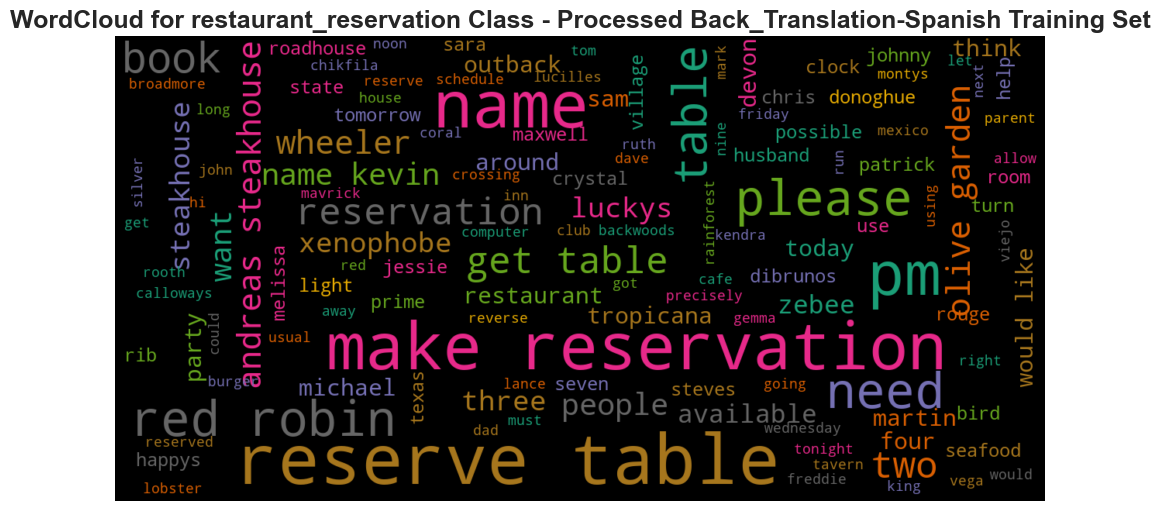 WordCloud for restaurant_reservation Class - Processed Back_Translation-Spanish Training Set
book
roadhouse
noon
sara
tom
mark
devon
johnny
let
think
broadmore
chikfila
outback
lucilles
clock
montys
next
help
state
reserve
schedule
village
table
chris
donoghue
long
house
name
sam
tomorrow
coral
maxwell
friday
parent
steakhouse
andreas steakhouse
wheeler
ruth
nine
possible
mexico
olive garden
around
dave
husband
run
patrick
allow
silver
john
name kevin
crossing
crystal
room
hi
mavrick
inn
please
using
turn
get
want
reservation
luckys
rainforest
use
xenophobe
computer
club
backwoods
kendra
today
viejo
rooth
melissa
red
jessie
get table
got
cafe
dibrunos
pm
calloways
light
prime
restaurant
precisely
zebee
would like
away
reverse
tropicana
gemma
rouge
party
could
usual
make reservation
right
rib
burger
michael
texas
lance
seven
steves
going
need
red robin
three
people
available
martin
bird
must
dad
wednesday
four
reserved
reserve table
tonight
seafood
happys
tavern
two
lobster
freddie
king
vega
would